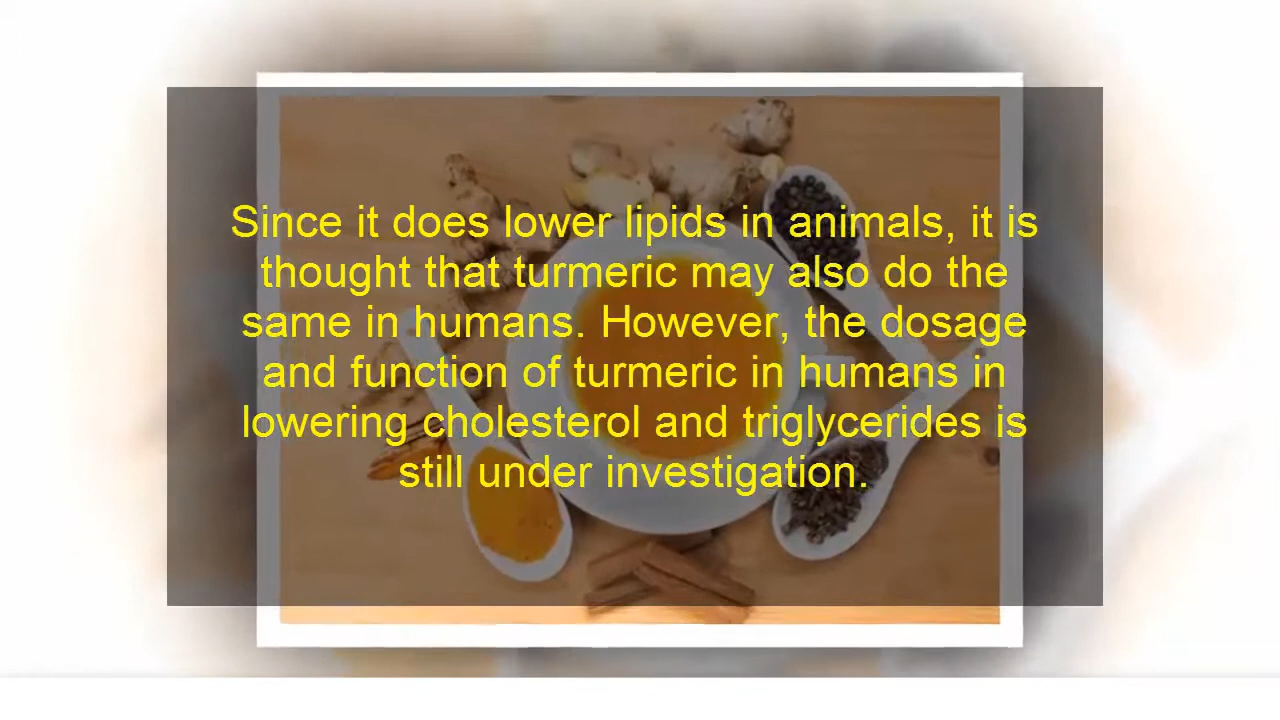 Since it does lower lipids in animals, it is
thought that turmeric may also do the
same in humans. However, the dosage
and function of turmeric in humans in
lowering cholesterol and triglycerides is
still under investigation.